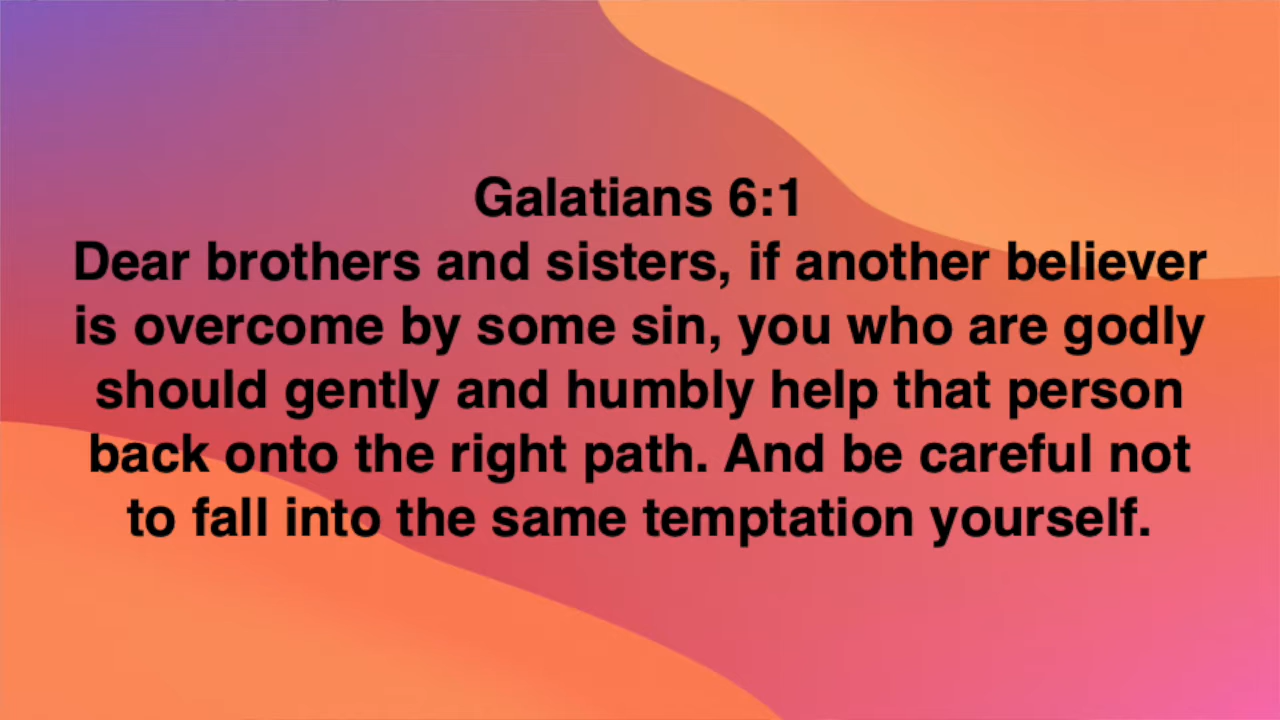 Galatians 6:1
Dear brothers and sisters, if another believer
is overcome by some sin, you who are godly
should gently and humbly help that person
back onto the right path. And be careful not
to fall into the same temptation yourself.